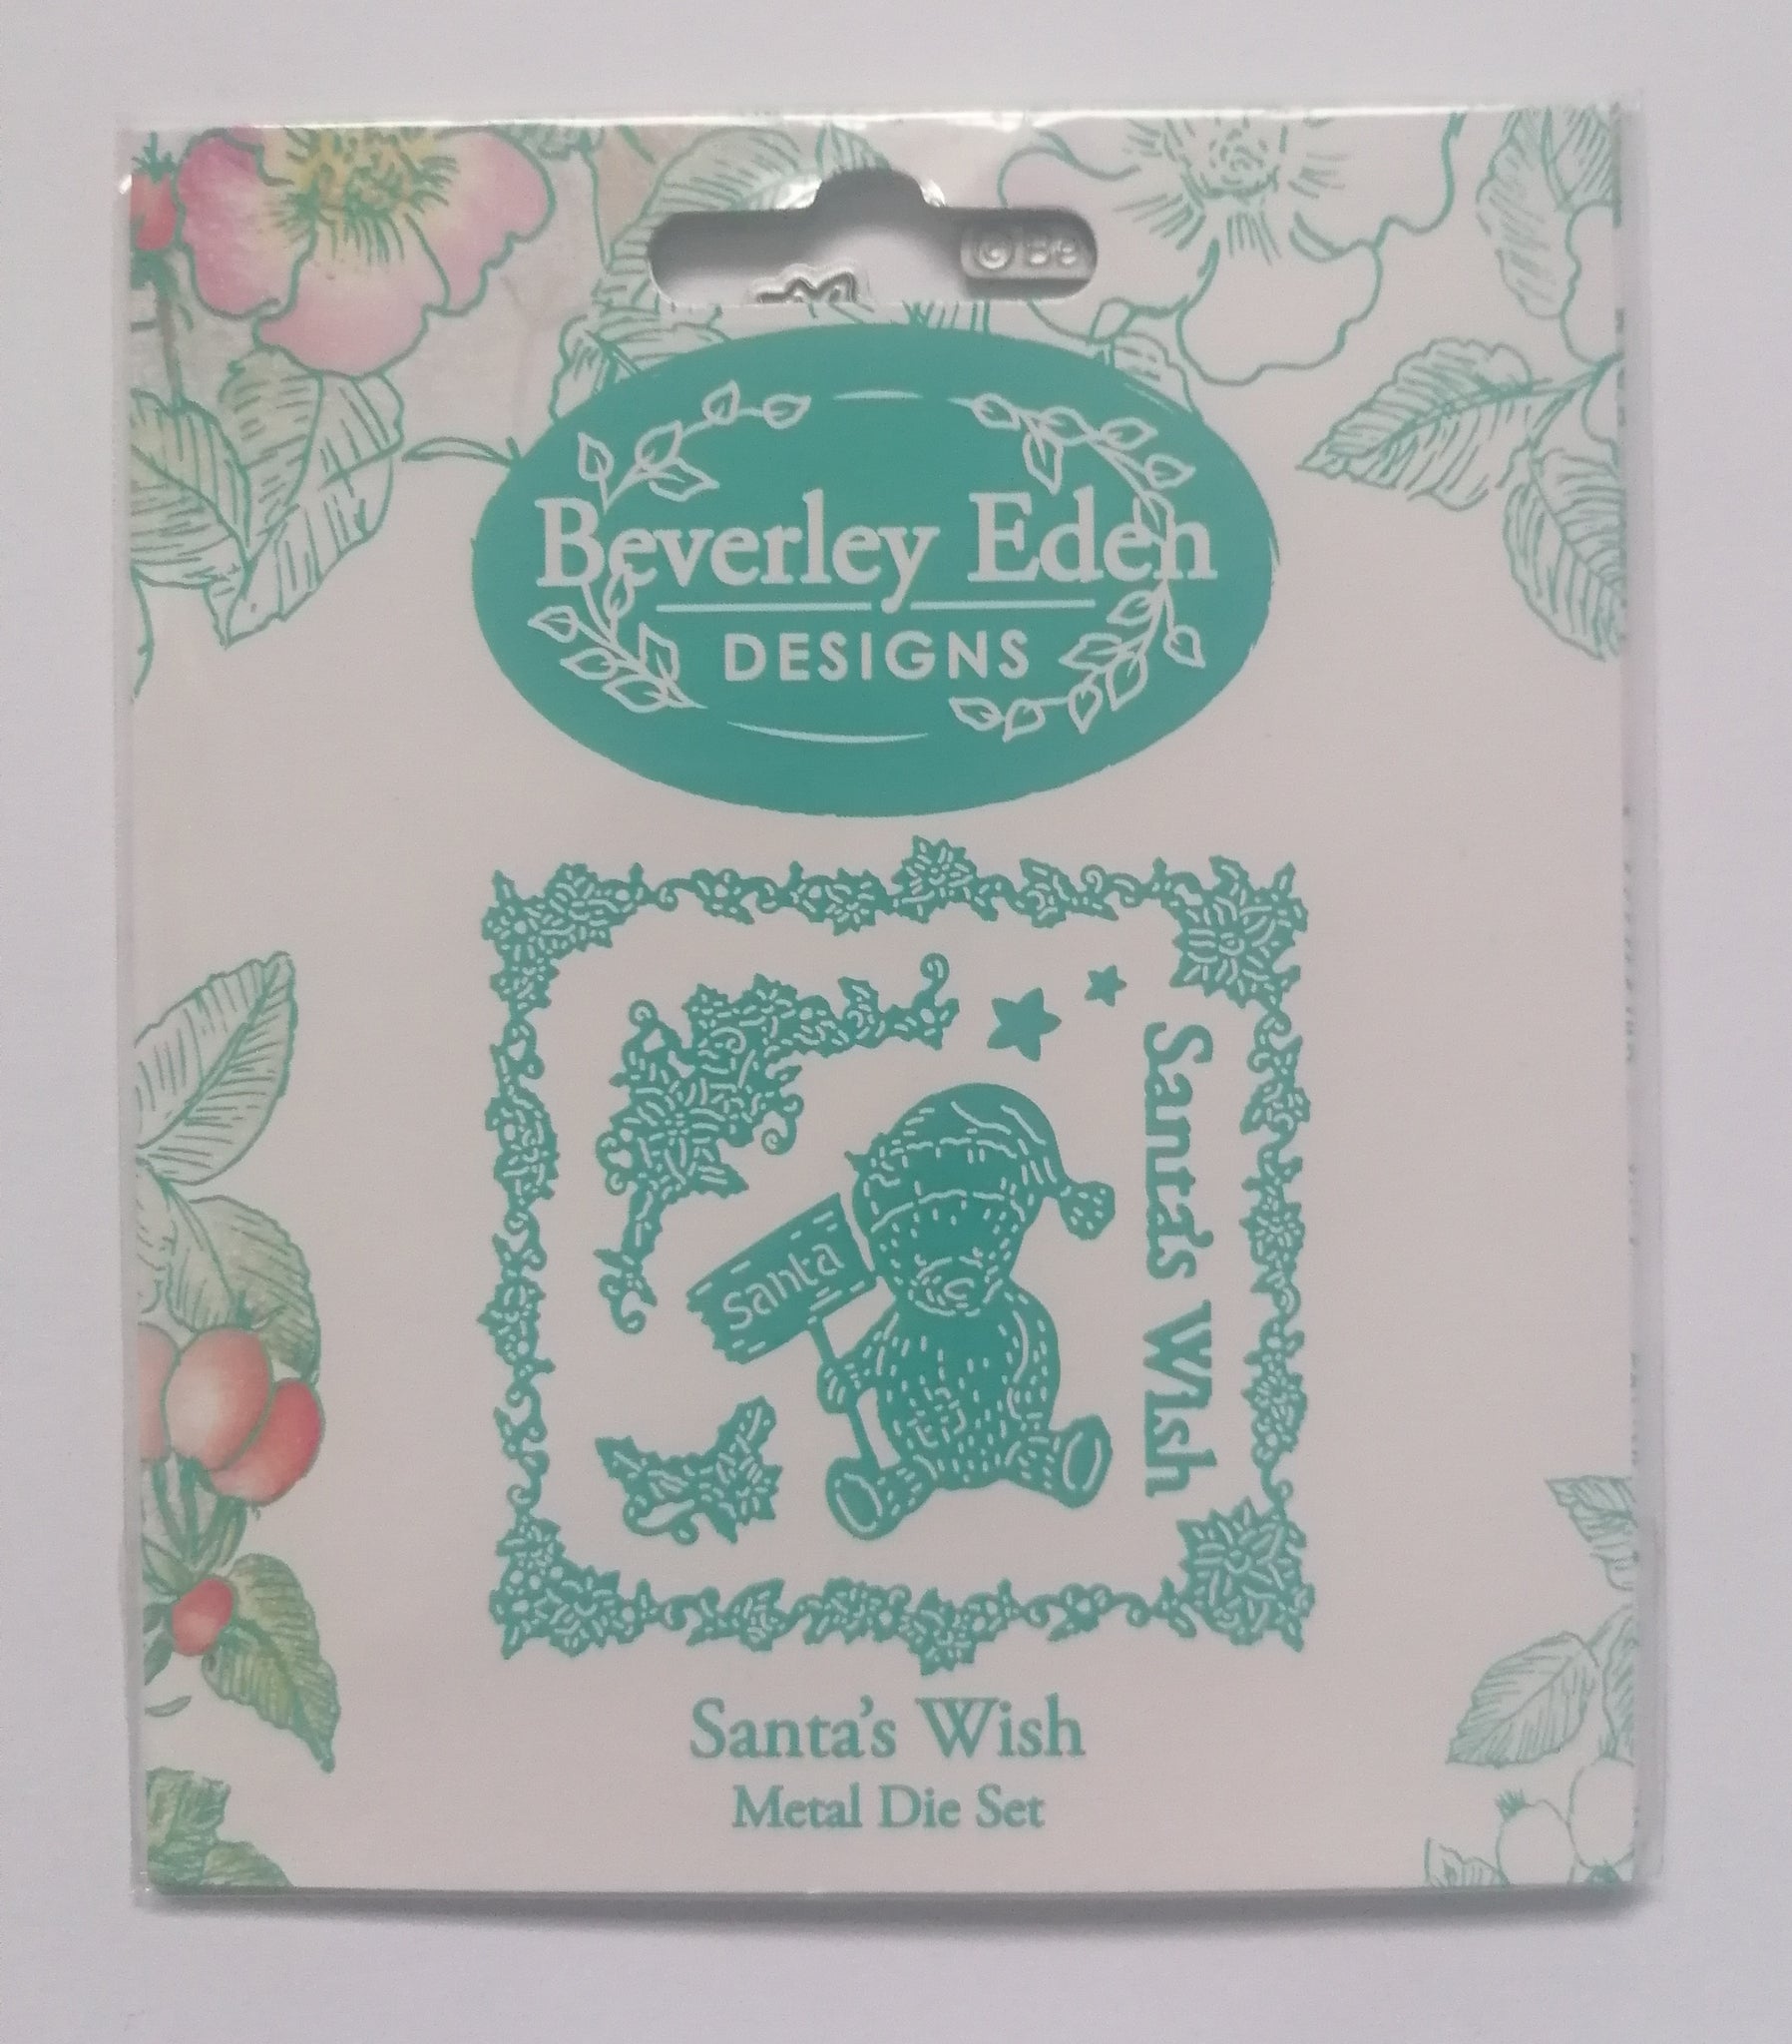 © Be
Beverley Eden
DESIGNS
Santa's Wish
Santa
Santa's Wish
Metal Die Set